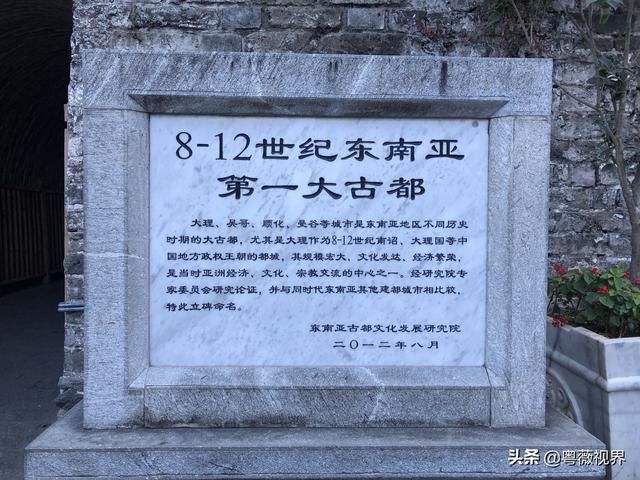 8-12世纪东南亚
第一大古都
大理、吴哥、顺化、曼谷等城市是东南亚地区不同历史
时期的大古都，尤其是大理作为8-12世纪南诏、大理国等中
国地方政权王朝的都城，其规模宏大、文化发达、经济繁荣，
是当时亚洲经济、文化、宗教交流的中心之一。经研究院专
家委员会研究论证，并与同时代东南亚其他建都城市相比较，
特此立碑命名。
东南亚古都文化发展研究院
二〇一二年八月
头条 @粤薇视界